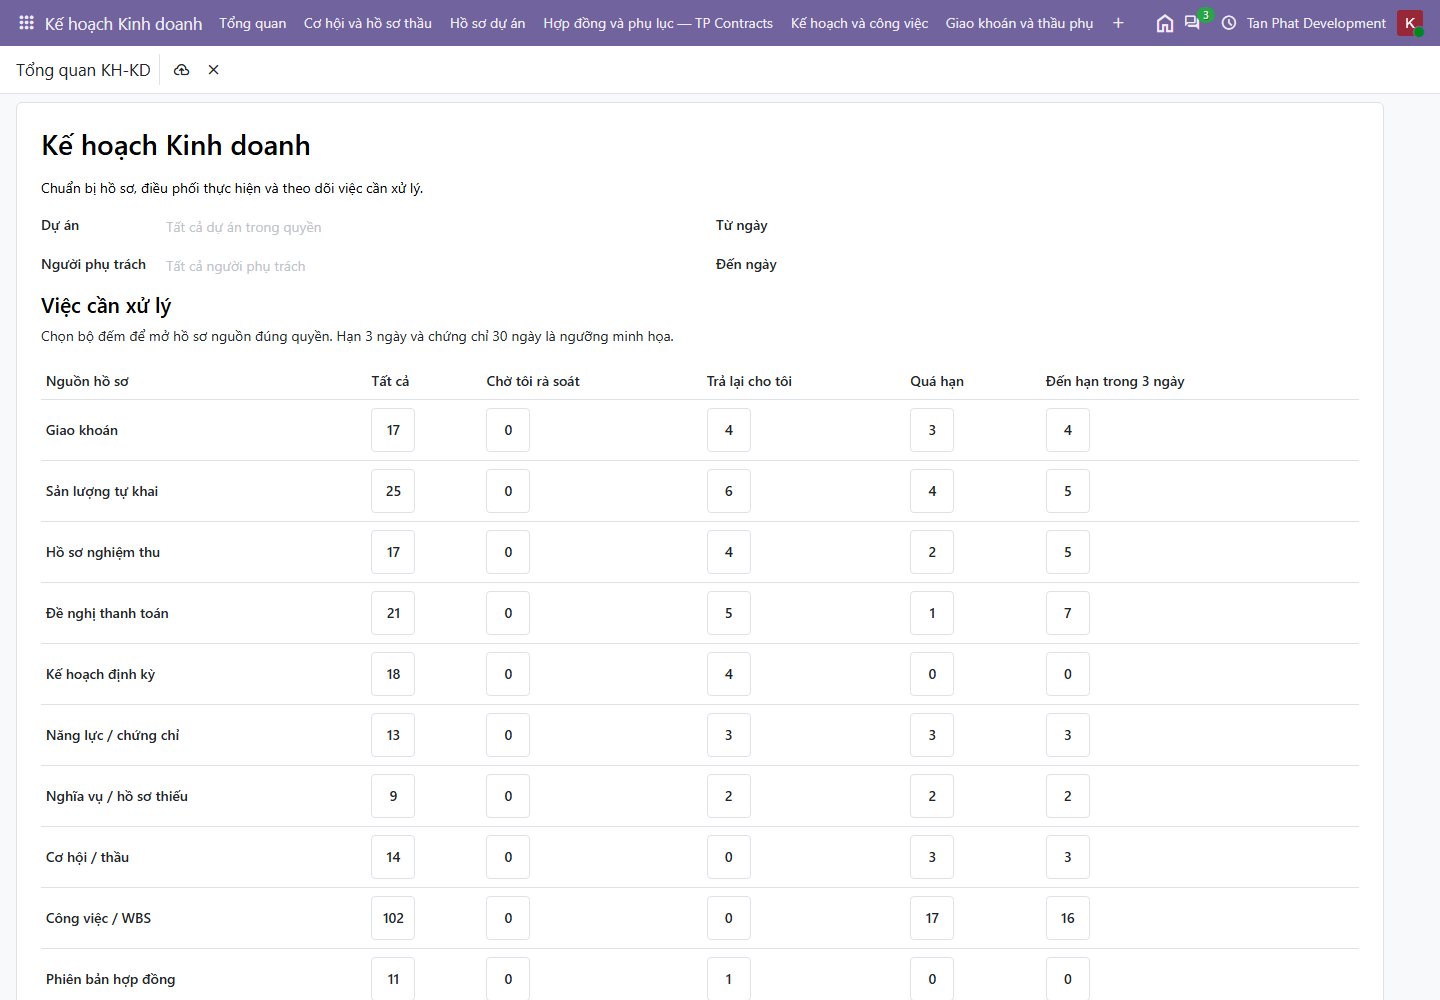 Kế hoạch Kinh doanh Tổng quan Cơ hội và hồ sơ thầu Hồ sơ dự án Hợp đồng và phụ lục — TP Contracts Kế hoạch và công việc Giao khoán và thầu phụ + 3 Tan Phat Development K
Tổng quan KH-KD
Kế hoạch Kinh doanh
Chuẩn bị hồ sơ, điều phối thực hiện và theo dõi việc cần xử lý.
Dự án Tất cả dự án trong quyền Từ ngày
Người phụ trách Tất cả người phụ trách Đến ngày
Việc cần xử lý
Chọn bộ đếm để mở hồ sơ nguồn đúng quyền. Hạn 3 ngày và chứng chỉ 30 ngày là ngưỡng minh họa.
Nguồn hồ sơ Tất cả Chờ tôi rà soát Trả lại cho tôi Quá hạn Đến hạn trong 3 ngày
Giao khoán 17 0 4 3 4
Sản lượng tự khai 25 0 6 4 5
Hồ sơ nghiệm thu 17 0 4 2 5
Đề nghị thanh toán 21 0 5 1 7
Kế hoạch định kỳ 18 0 4 0 0
Năng lực / chứng chỉ 13 0 3 3 3
Nghĩa vụ / hồ sơ thiếu 9 0 2 2 2
Cơ hội / thầu 14 0 0 3 3
Công việc / WBS 102 0 0 17 16
Phiên bản hợp đồng 11 0 1 0 0